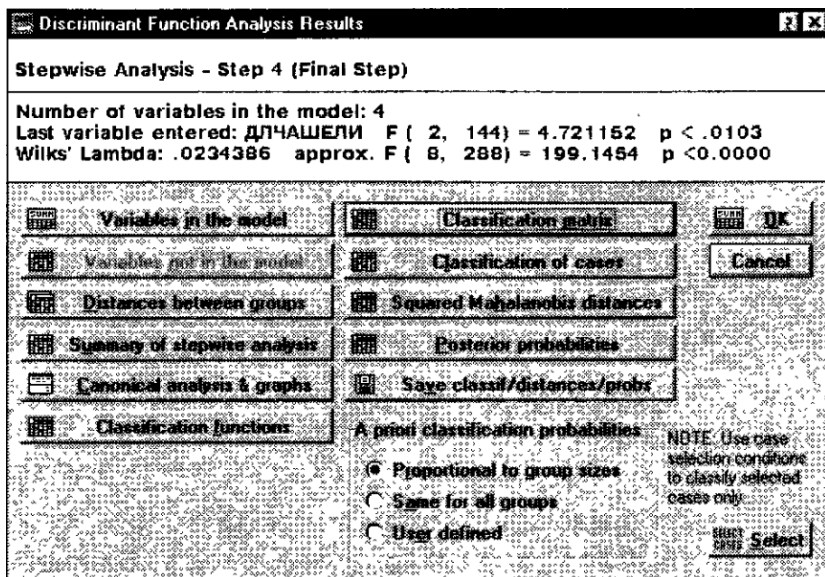 Discriminant Function Analysis Results
Stepwise Analysis - Step 4 (Final Step)
Number of variables in the model: 4
Last variable entered: ДЛЧАШЕЛИ F ( 2, 144) = 4.721152 p < .0103
Wilks' Lambda: .0234386 approx. F ( 8, 288) = 199.1454 p <0.0000
Variables in the model
Classification matrix
OK
Variables not in the model
Classification of cases
Cancel
Distances between groups
Squared Mahalanobis distances
Summary of stepwise analysis
Posterior probabilities
Canonical analysis & graphs
Save classif/distances/probs
Classification functions
A priori classification probabilities
Proportional to group sizes
Same for all groups
User defined
NOTE: Use case
selection conditions
to classify selected
cases only.
SELECT
CASES
Select